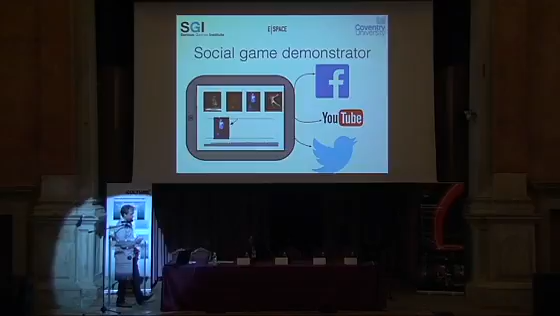 SGI
E|SPACE
Coventry
University
Social game demonstrator
YouTube